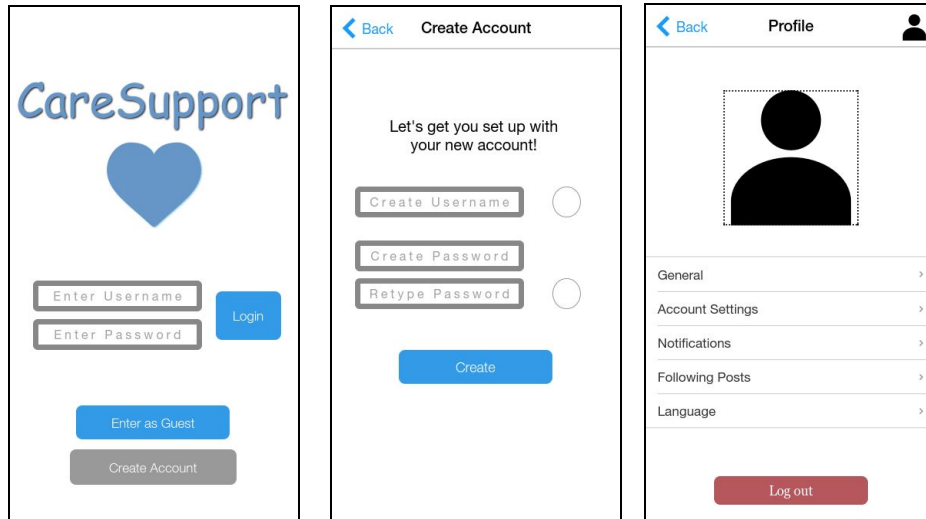 CareSupport
Enter Username
Enter Password
Login
Enter as Guest
Create Account
Back
Create Account
Let's get you set up with
your new account!
Create Username
Create Password
Retype Password
Create
Back
Profile
General
Account Settings
Notifications
Following Posts
Language
Log out